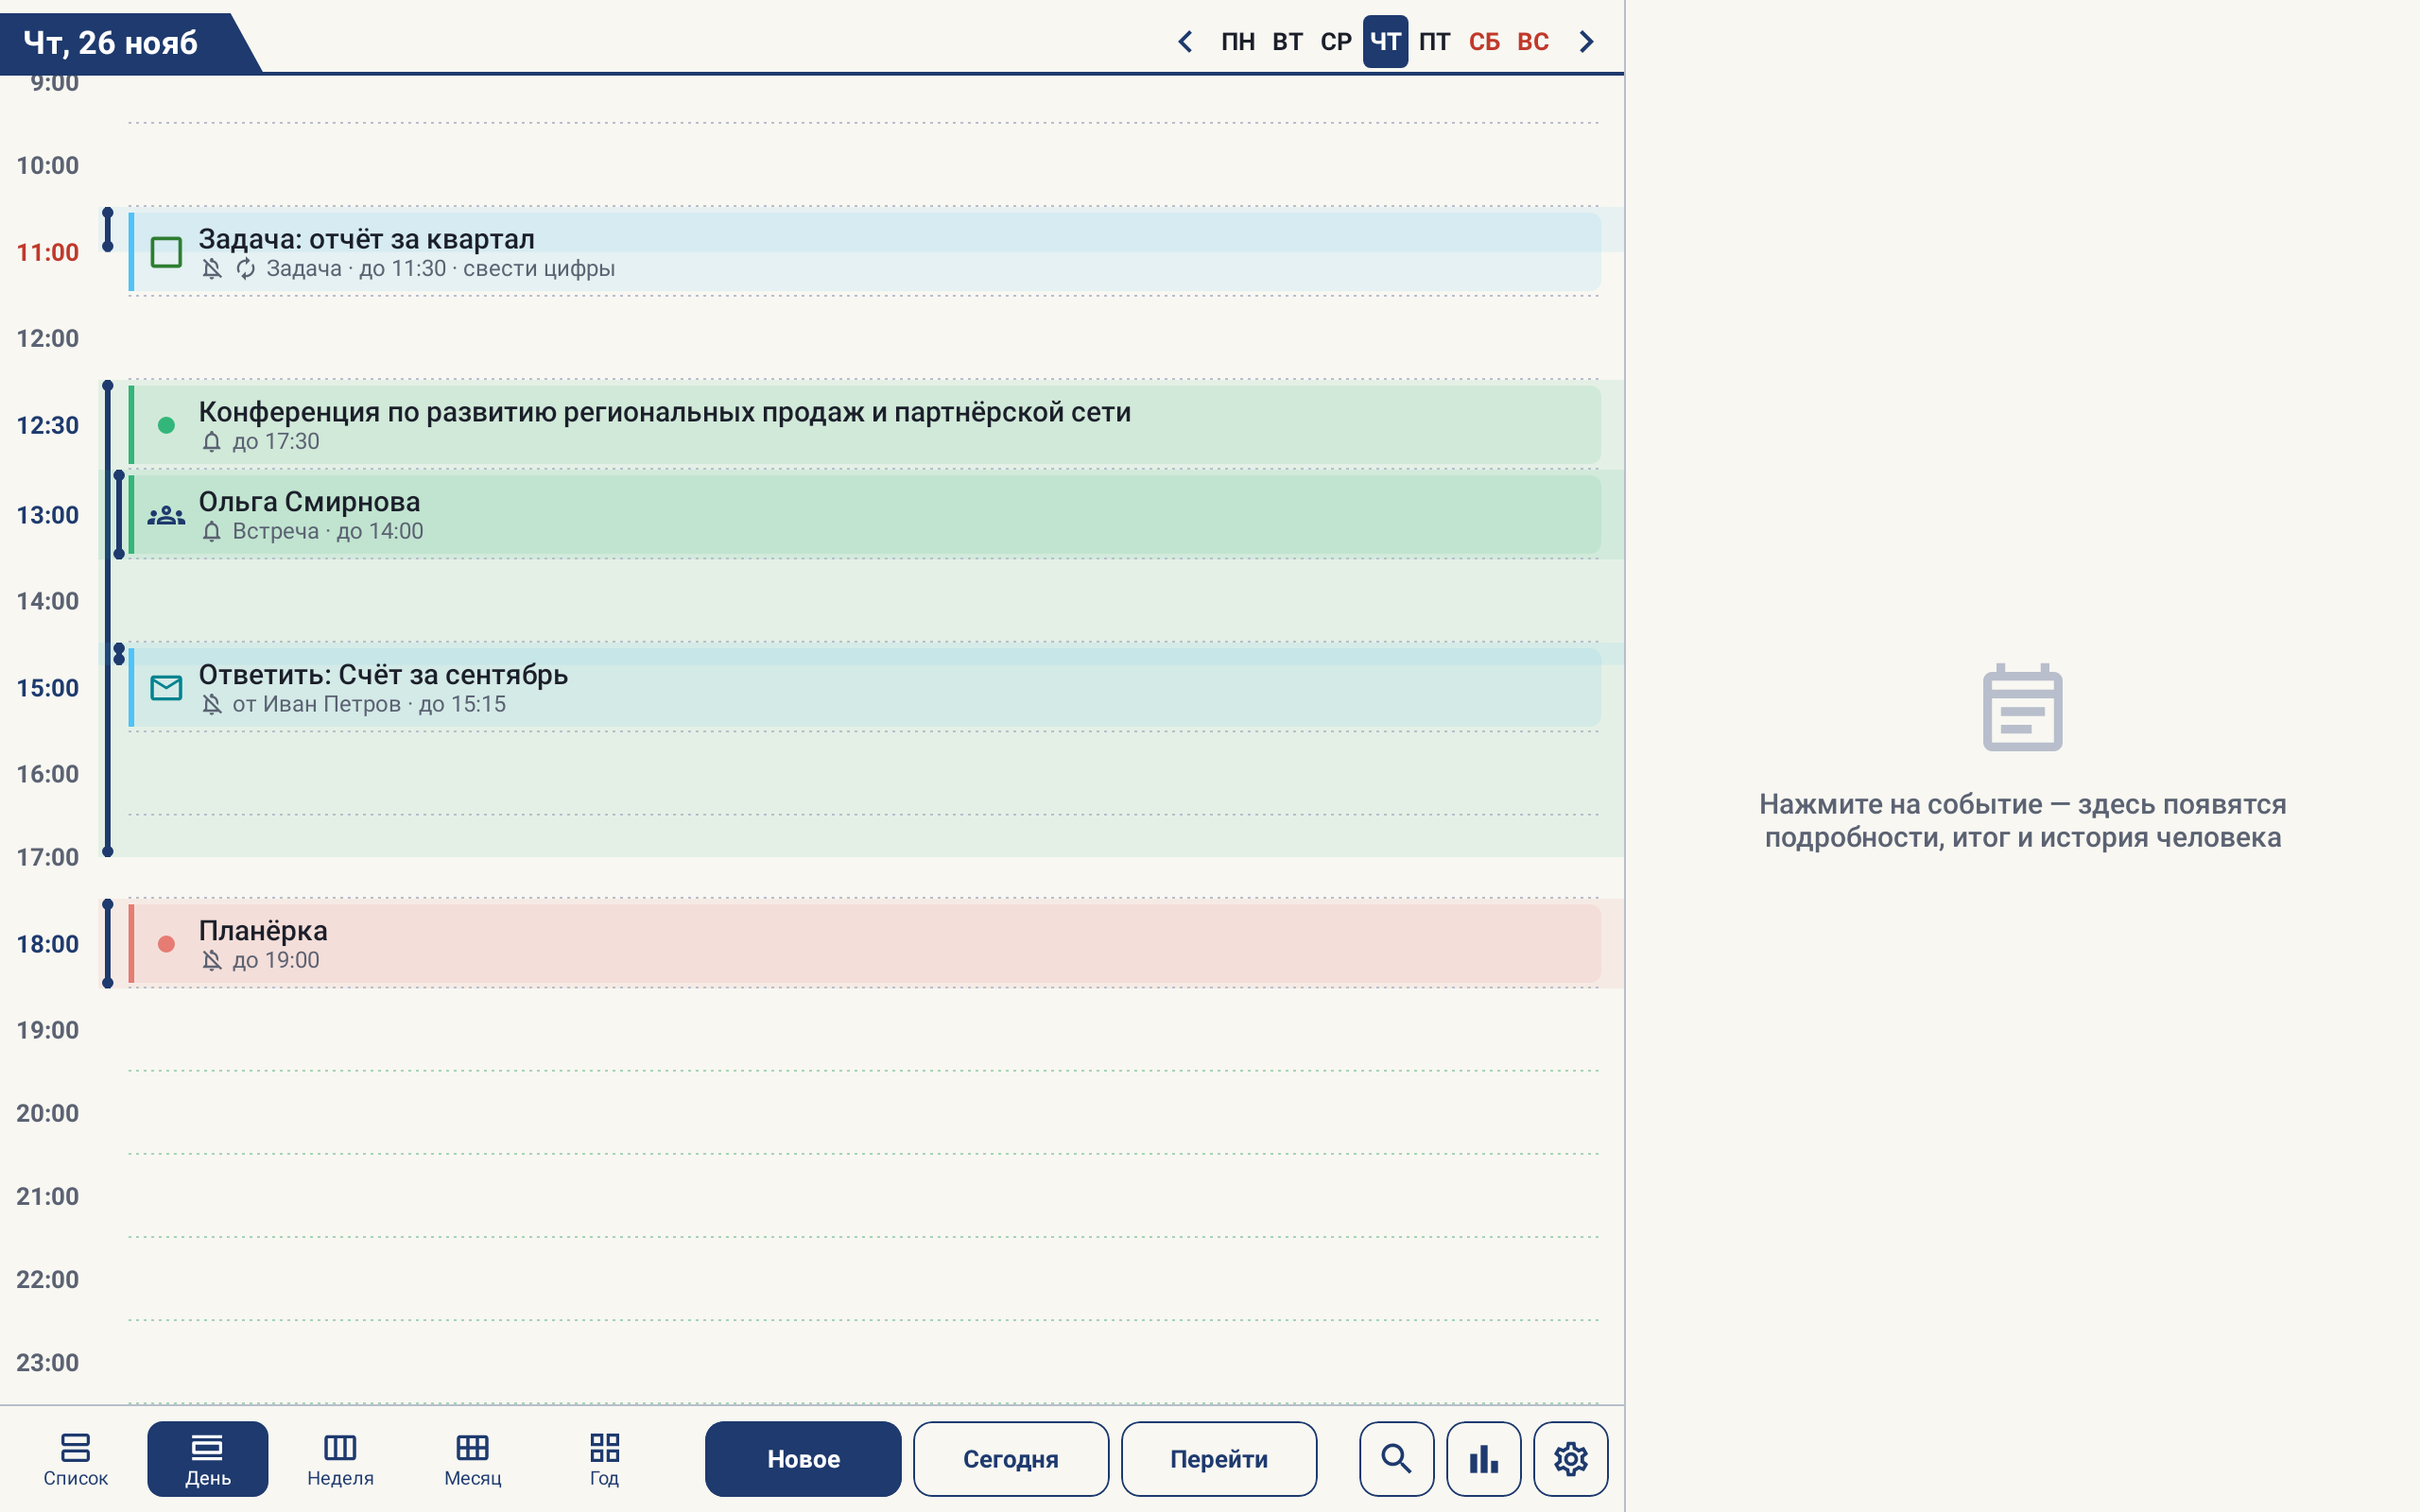 Чт, 26 нояб
ПН ВТ СР ЧТ ПТ СБ ВС
9:00
10:00
11:00
Задача: отчёт за квартал
Задача · до 11:30 · свести цифры
12:00
12:30
Конференция по развитию региональных продаж и партнёрской сети
до 17:30
13:00
Ольга Смирнова
Встреча · до 14:00
14:00
15:00
Ответить: Счёт за сентябрь
от Иван Петров · до 15:15
16:00
17:00
18:00
Планёрка
до 19:00
19:00
20:00
21:00
22:00
23:00
Нажмите на событие — здесь появятся
подробности, итог и история человека
Список День Неделя Месяц Год Новое Сегодня Перейти